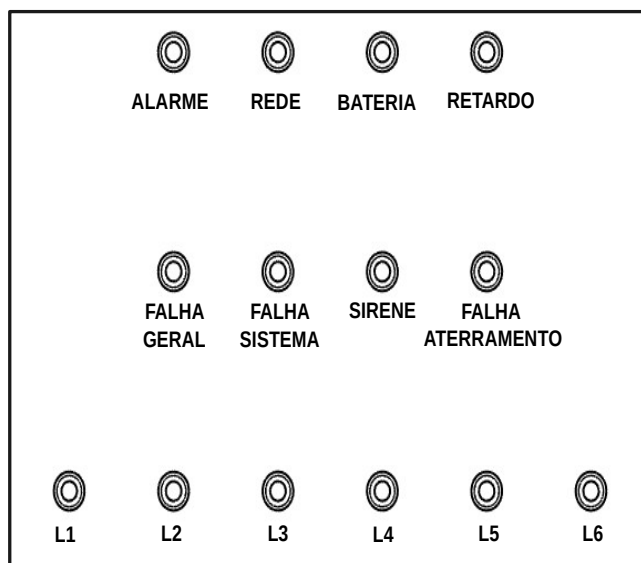 ALARME REDE BATERIA RETARDO
FALHA GERAL FALHA SISTEMA SIRENE FALHA ATERRAMENTO
L1 L2 L3 L4 L5 L6